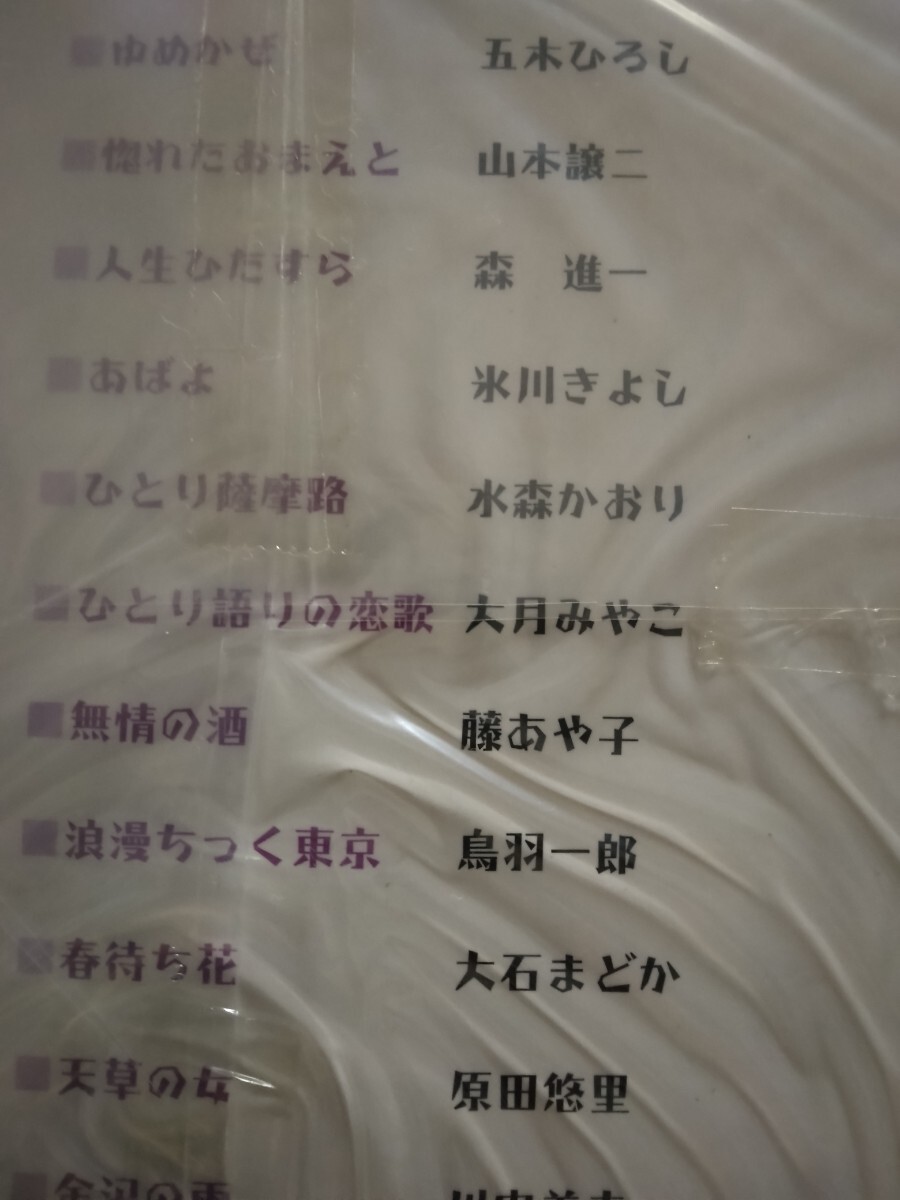 ■ゆめかぜ 五木ひろし
■惚れたおまえと 山本譲二
■人生ひたすら 森　進一
■あばよ 氷川きよし
■ひとり薩摩路 水森かおり
■ひとり語りの恋歌 大月みやこ
■無情の酒 藤あや子
■浪漫ちっく東京 鳥羽一郎
■春待ち花 大石まどか
■天草の女 原田悠里